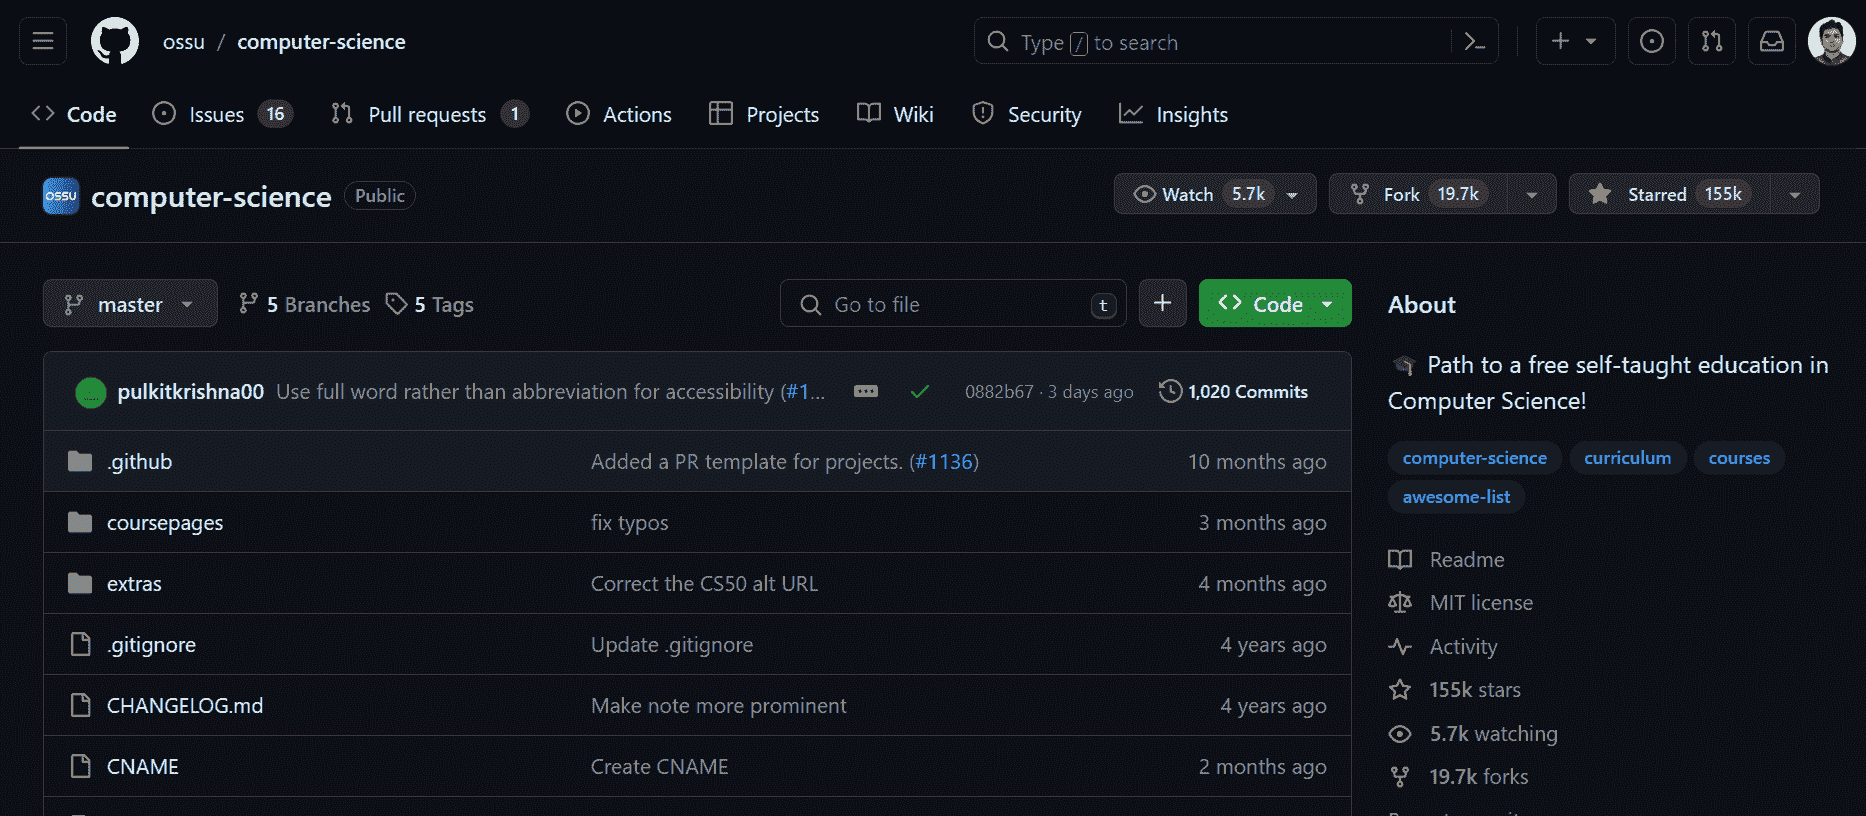 ossu / computer-science
Type / to search
Code Issues 16 Pull requests 1 Actions Projects Wiki Security Insights
OSSU computer-science Public Watch 5.7k Fork 19.7k Starred 155k
master 5 Branches 5 Tags Go to file t Code
pulkitkrishna00 Use full word rather than abbreviation for accessibility (#1... 0882b67 · 3 days ago 1,020 Commits
.github Added a PR template for projects. (#1136) 10 months ago
coursepages fix typos 3 months ago
extras Correct the CS50 alt URL 4 months ago
.gitignore Update .gitignore 4 years ago
CHANGELOG.md Make note more prominent 4 years ago
CNAME Create CNAME 2 months ago
About
Path to a free self-taught education in
Computer Science!
computer-science curriculum courses
awesome-list
Readme
MIT license
Activity
155k stars
5.7k watching
19.7k forks